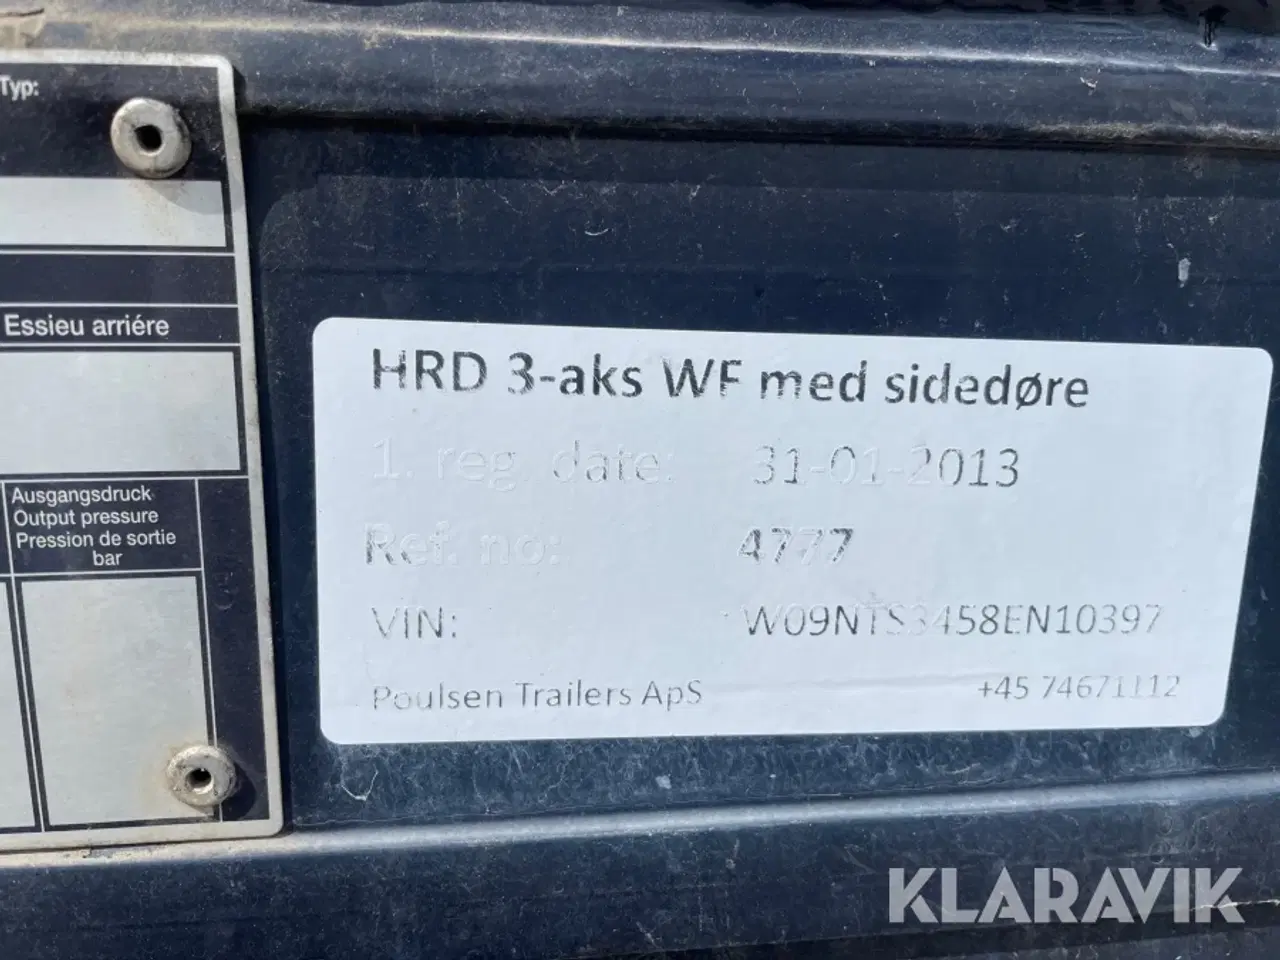 Typ:
Essieu arriére
Ausgangsdruck
Output pressure
Pression de sortie
bar
HRD 3-aks WF med sidedøre
1. reg. date: 31-01-2013
Ref. no: 4777
VIN: W09NTS3458EN10397
Poulsen Trailers ApS +45 74671112
KLARAVIK